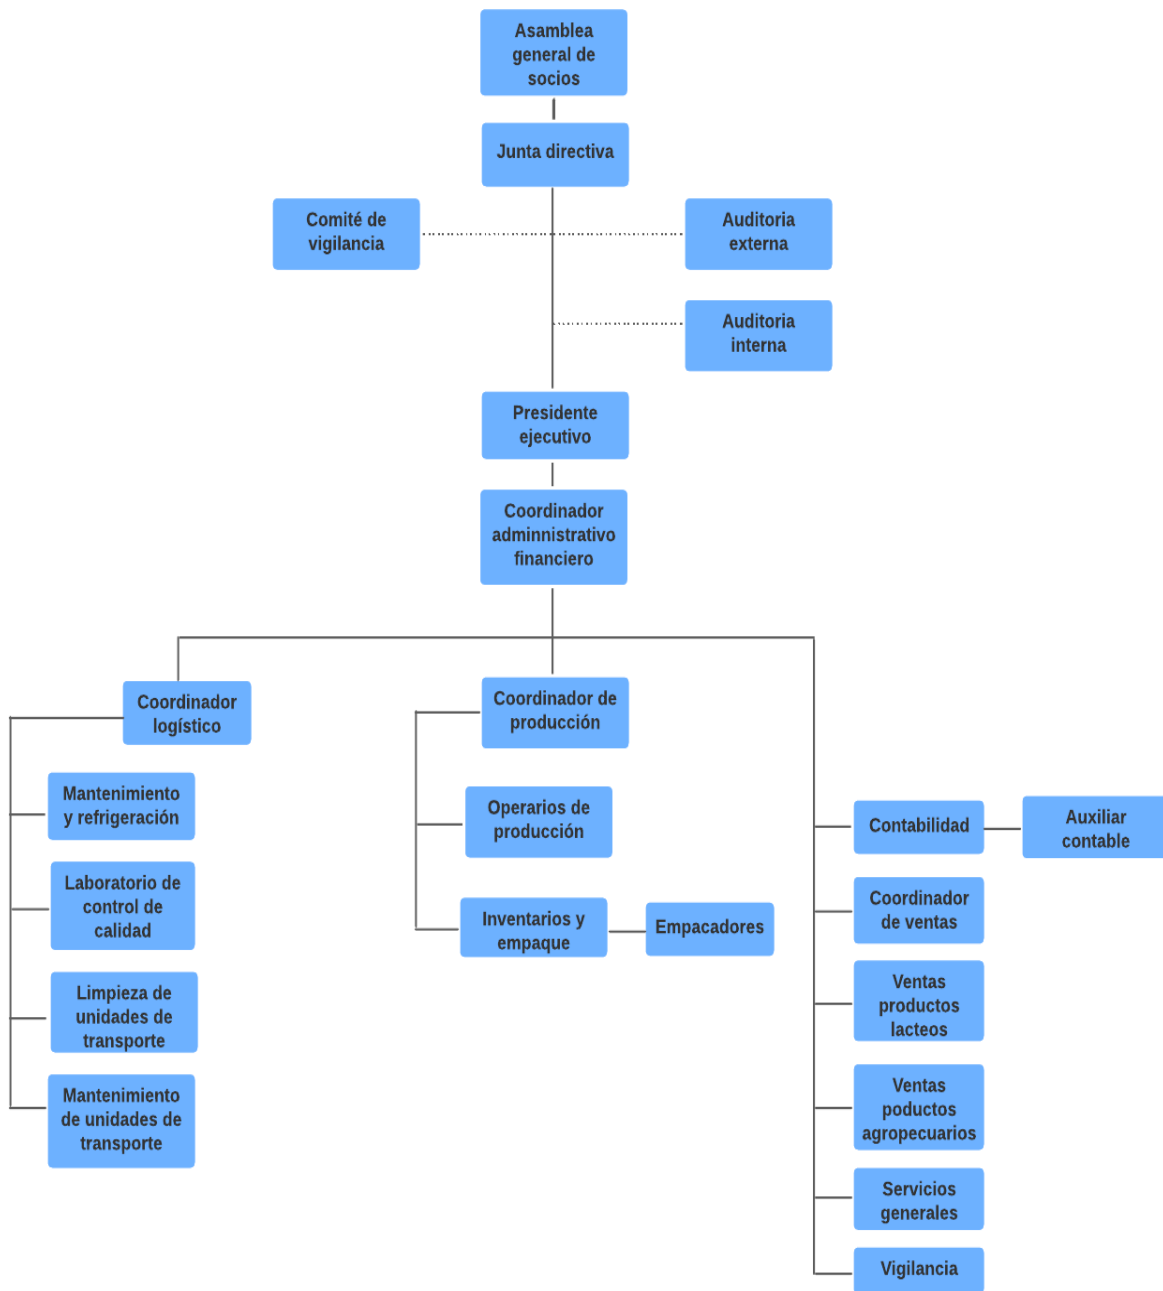 Asamblea
general de
socios
Junta directiva
Comité de
vigilancia
Auditoria
externa
Auditoria
interna
Presidente
ejecutivo
Coordinador
adminnistrativo
financiero
Coordinador
logístico
Mantenimiento
y refrigeración
Laboratorio de
control de
calidad
Limpieza de
unidades de
transporte
Mantenimiento
de unidades de
transporte
Coordinador de
producción
Operarios de
producción
Inventarios y
empaque
Empacadores
Contabilidad
Auxiliar
contable
Coordinador
de ventas
Ventas
productos
lacteos
Ventas
poductos
agropecuarios
Servicios
generales
Vigilancia